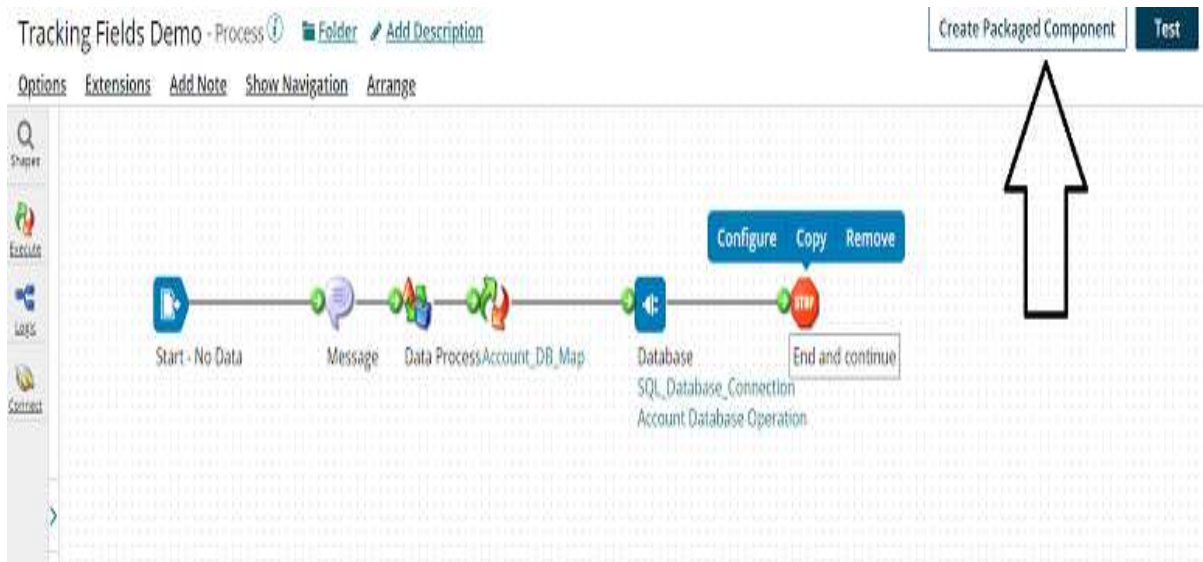 Tracking Fields Demo - Process i Folder Add Description
Create Packaged Component Test
Options Extensions Add Note Show Navigation Arrange
Shapes
Execute
Logic
Connect
Configure Copy Remove
STOP
Start - No Data Message Data Process Account_DB_Map Database End and continue
SQL_Database_Connection
Account Database Operation